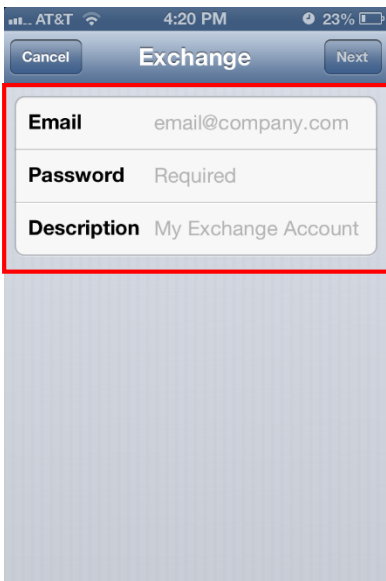 AT&T 4:20 PM 23%
Cancel Exchange Next
Email email@company.com
Password Required
Description My Exchange Account